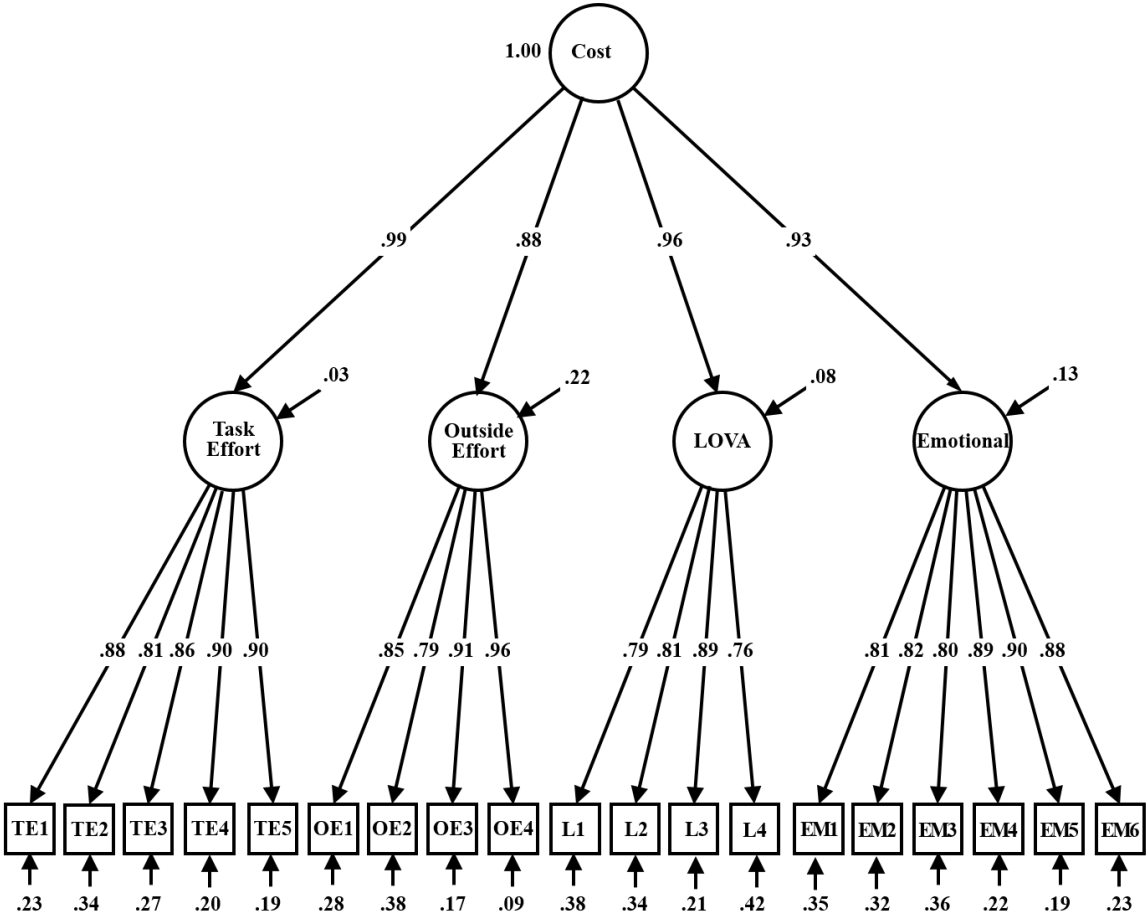 1.00 Cost
.99 .88 .96 .93
.03 .22 .08 .13
Task
Effort
Outside
Effort
LOVA
Emotional
.88 .81 .86 .90 .90 .85 .79 .91 .96 .79 .81 .89 .76 .81 .82 .80 .89 .90 .88
TE1 TE2 TE3 TE4 TE5 OE1 OE2 OE3 OE4 L1 L2 L3 L4 EM1 EM2 EM3 EM4 EM5 EM6
.23 .34 .27 .20 .19 .28 .38 .17 .09 .38 .34 .21 .42 .35 .32 .36 .22 .19 .23